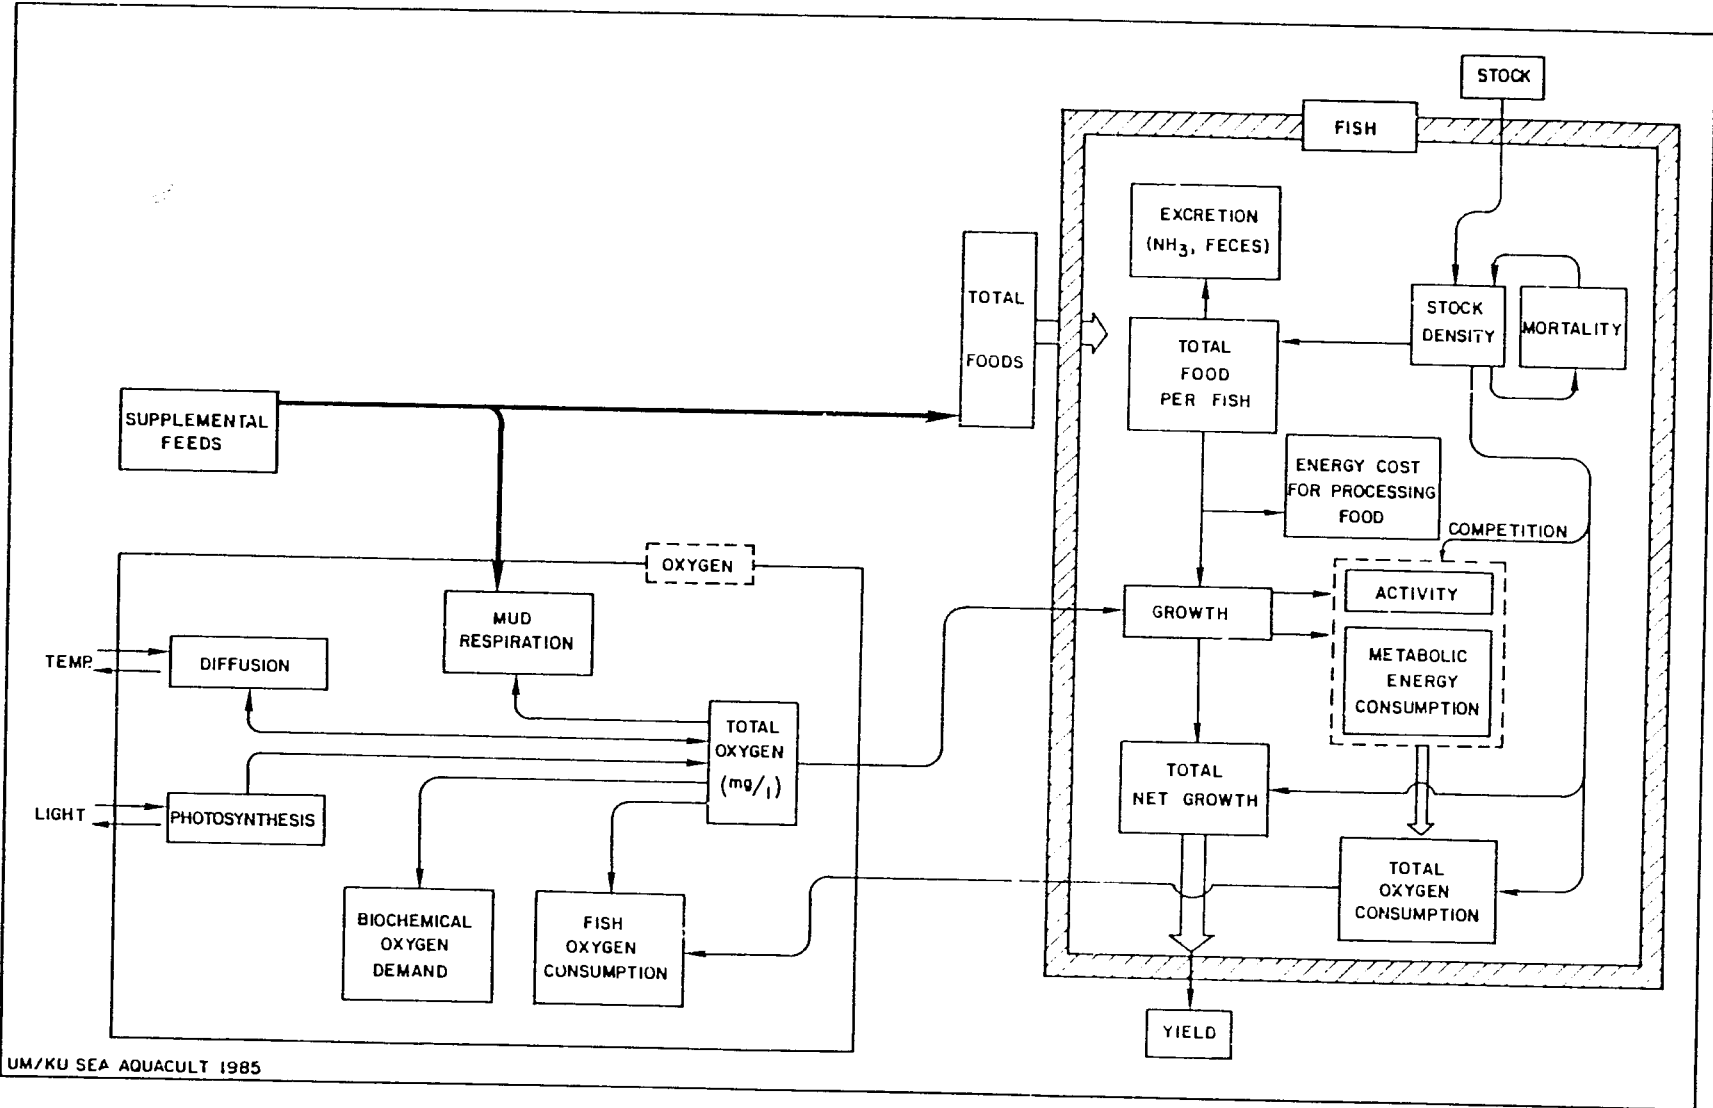 STOCK
FISH
EXCRETION
(NH3, FECES)
TOTAL
FOODS
STOCK
DENSITY
MORTALITY
TOTAL
FOOD
PER FISH
SUPPLEMENTAL
FEEDS
ENERGY COST
FOR PROCESSING
FOOD
COMPETITION
OXYGEN
ACTIVITY
GROWTH
MUD
RESPIRATION
TEMP.
DIFFUSION
METABOLIC
ENERGY
CONSUMPTION
TOTAL
OXYGEN
(mg/l)
TOTAL
NET GROWTH
LIGHT
PHOTOSYNTHESIS
TOTAL
OXYGEN
CONSUMPTION
BIOCHEMICAL
OXYGEN
DEMAND
FISH
OXYGEN
CONSUMPTION
YIELD
UM/KU SEA AQUACULT 1985